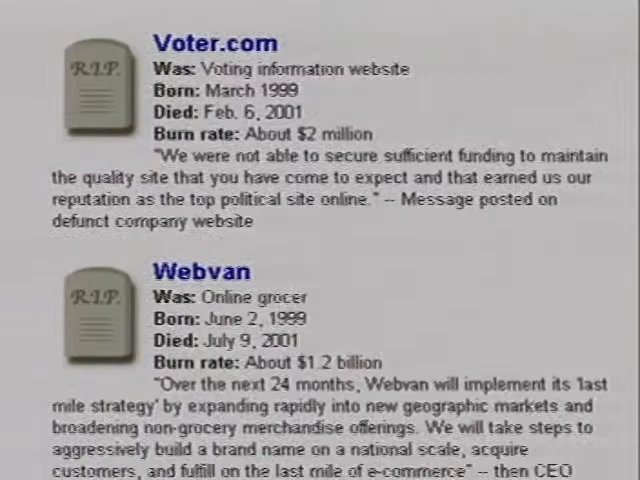 Voter.com
R.I.P.
Was: Voting information website
Born: March 1999
Died: Feb. 6, 2001
Burn rate: About $2 million
"We were not able to secure sufficient funding to maintain
the quality site that you have come to expect and that earned us our
reputation as the top political site online." -- Message posted on
defunct company website
Webvan
R.I.P.
Was: Online grocer
Born: June 2, 1999
Died: July 9, 2001
Burn rate: About $1.2 billion
"Over the next 24 months, Webvan will implement its 'last
mile strategy' by expanding rapidly into new geographic markets and
broadening non-grocery merchandise offerings. We will take steps to
aggressively build a brand name on a national scale, acquire
customers, and fulfill on the last mile of e-commerce" -- then CEO